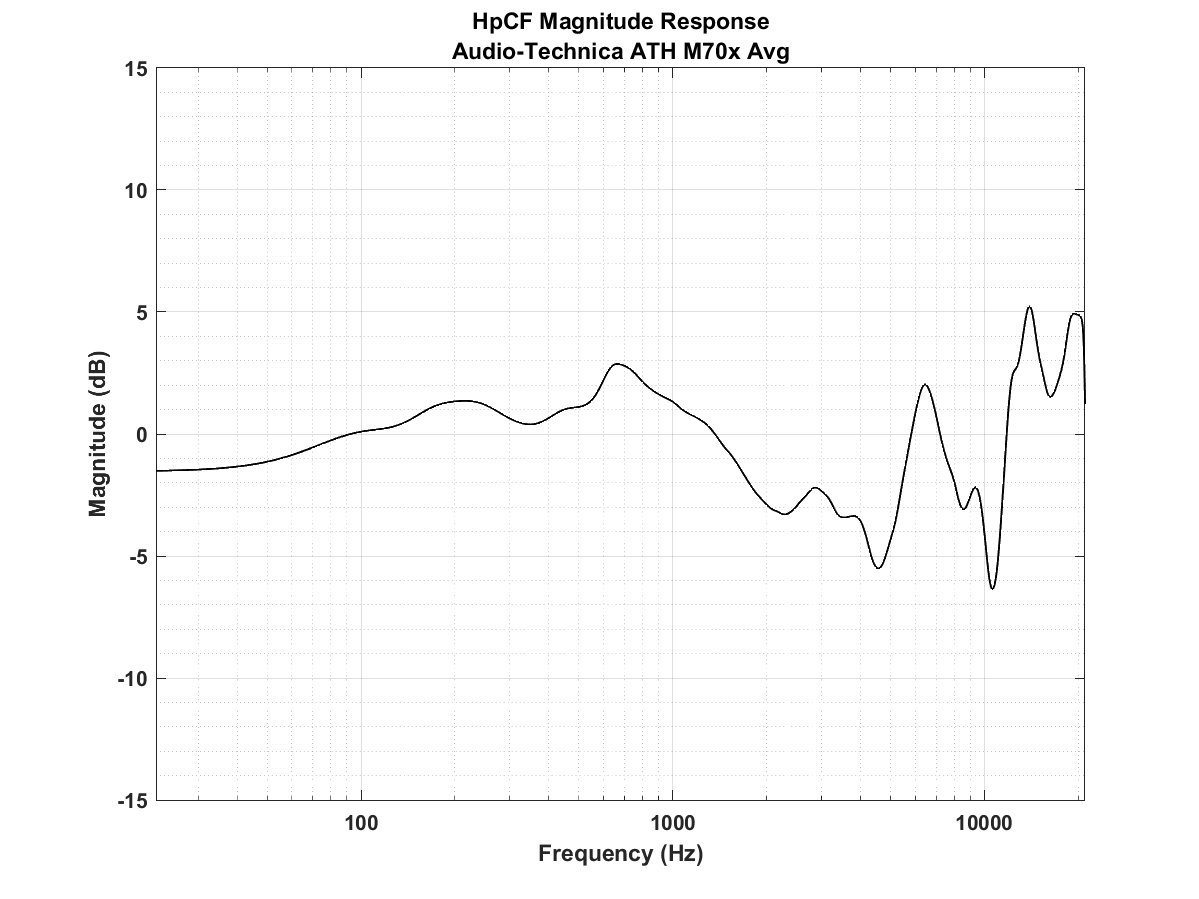 HpCF Magnitude Response
Audio-Technica ATH M70x Avg
15
10
5
0
-5
-10
-15
Magnitude (dB)
100
1000
10000
Frequency (Hz)